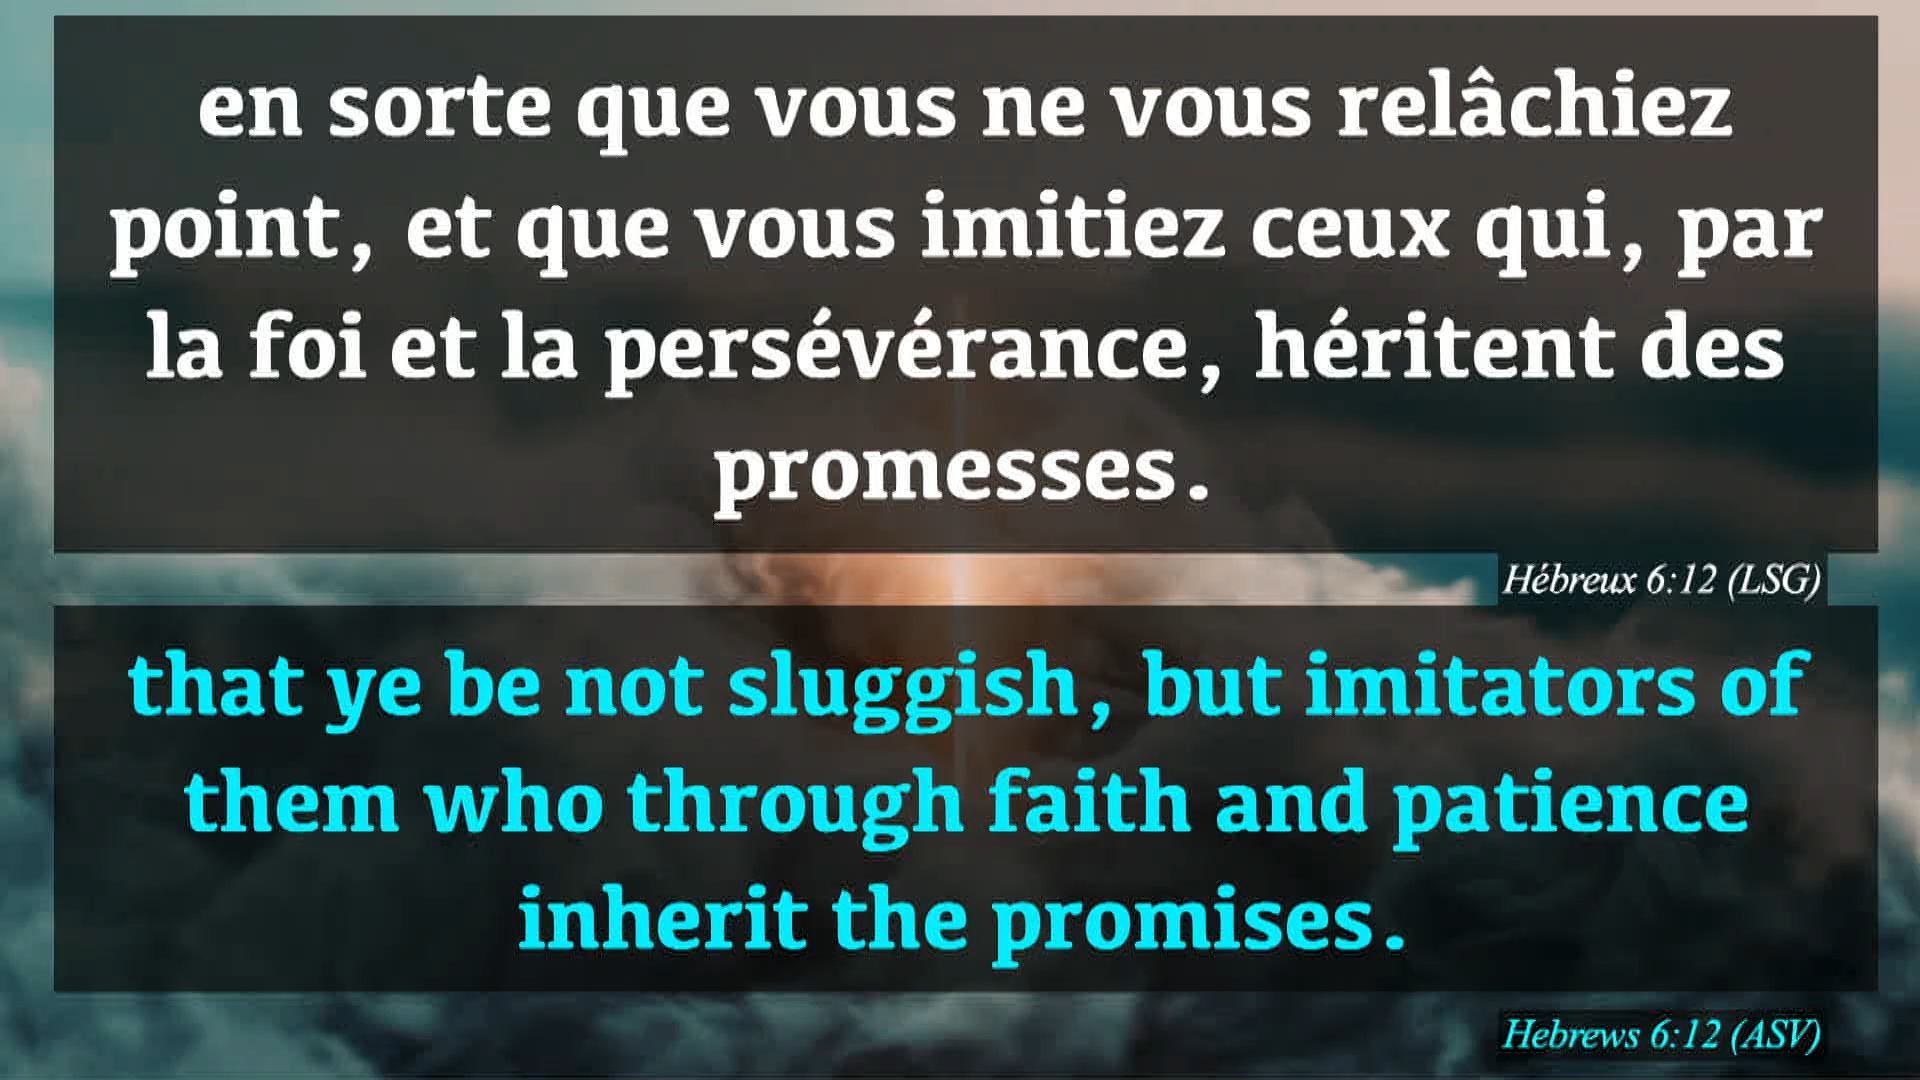 en sorte que vous ne vous relâchiez
point, et que vous imitiez ceux qui, par
la foi et la persévérance, héritent des
promesses.
Hébreux 6:12 (LSG)
that ye be not sluggish, but imitators of
them who through faith and patience
inherit the promises.
Hebrews 6:12 (ASV)